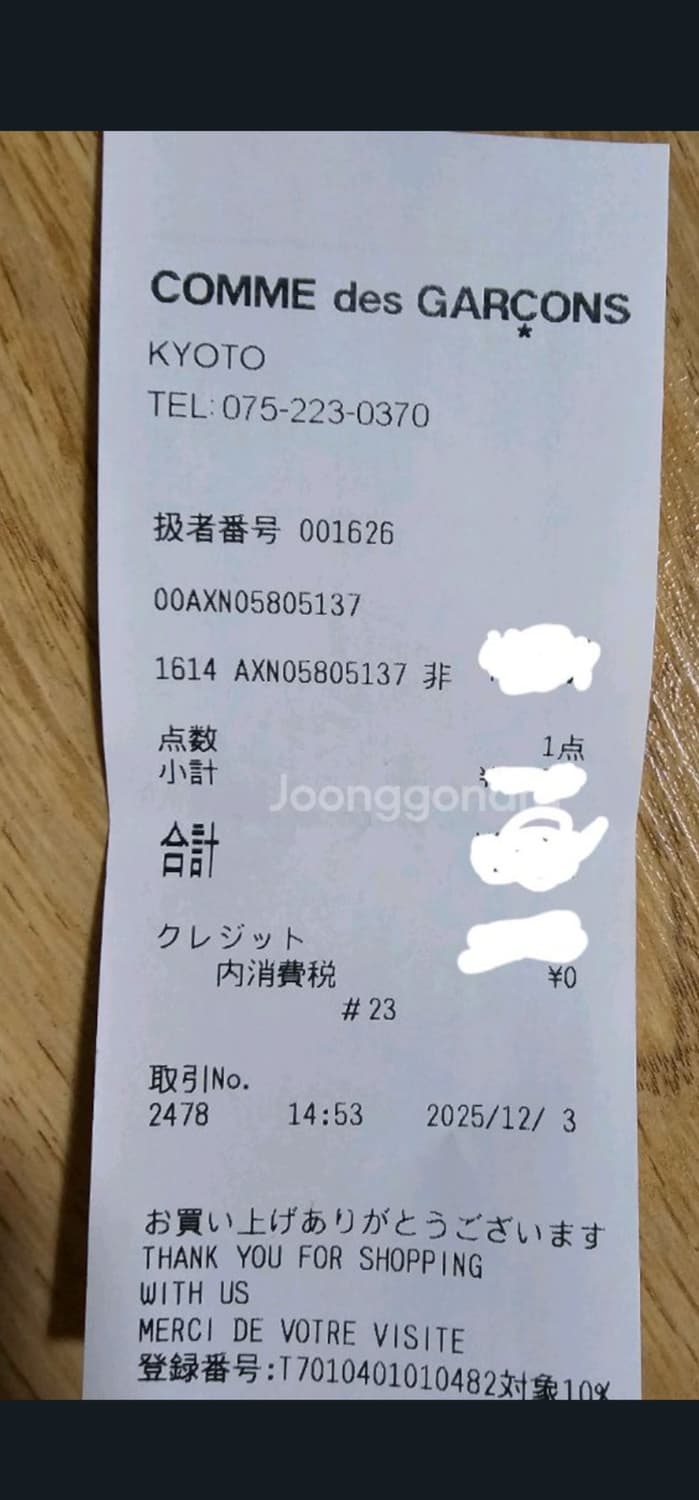 COMME des GARÇONS
*
KYOTO
TEL: 075-223-0370
扱者番号 001626
00AXN05805137
1614 AXN05805137 非
点数 1点
小計
Joonggona
合計
クレジット
内消費税 ¥0
#23
取引No.
2478 14:53 2025/12/ 3
お買い上げありがとうございます
THANK YOU FOR SHOPPING
WITH US
MERCI DE VOTRE VISITE
登録番号:T7010401010482対象10%